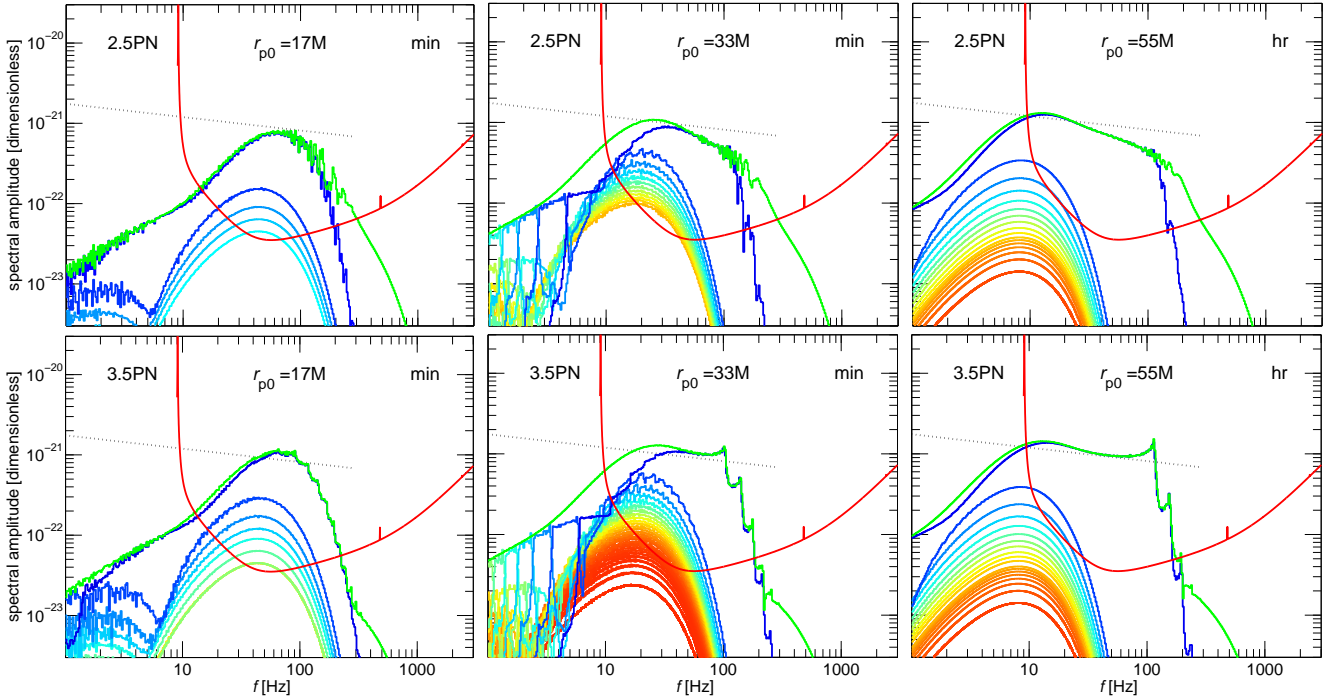 2.5PN r_p0 =17M min
2.5PN r_p0 =33M min
2.5PN r_p0 =55M hr
spectral amplitude [dimensionless]
10^−20
10^−21
10^−22
10^−23
3.5PN r_p0 =17M min
3.5PN r_p0 =33M min
3.5PN r_p0 =55M hr
spectral amplitude [dimensionless]
10^−20
10^−21
10^−22
10^−23
10 100 1000
10 100 1000
10 100 1000
f [Hz]
f [Hz]
f [Hz]